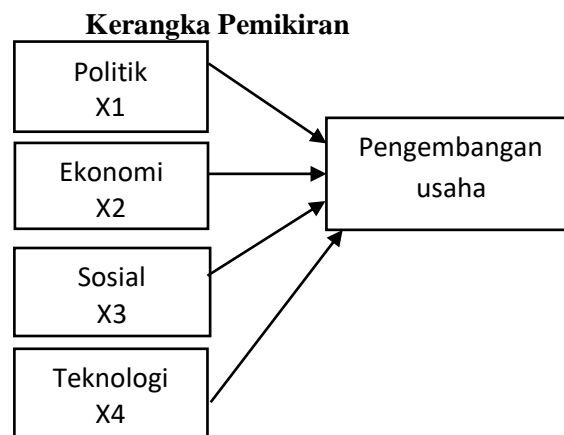 Kerangka Pemikiran
Politik
X1
Ekonomi
X2
Sosial
X3
Teknologi
X4
Pengembangan
usaha